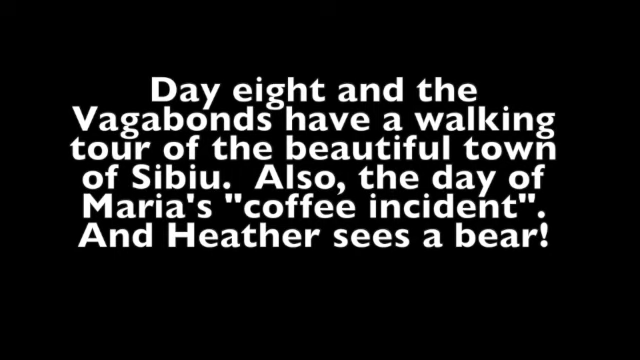 Day eight and the
Vagabonds have a walking
tour of the beautiful town
of Sibiu.  Also, the day of
Maria's "coffee incident".
And Heather sees a bear!